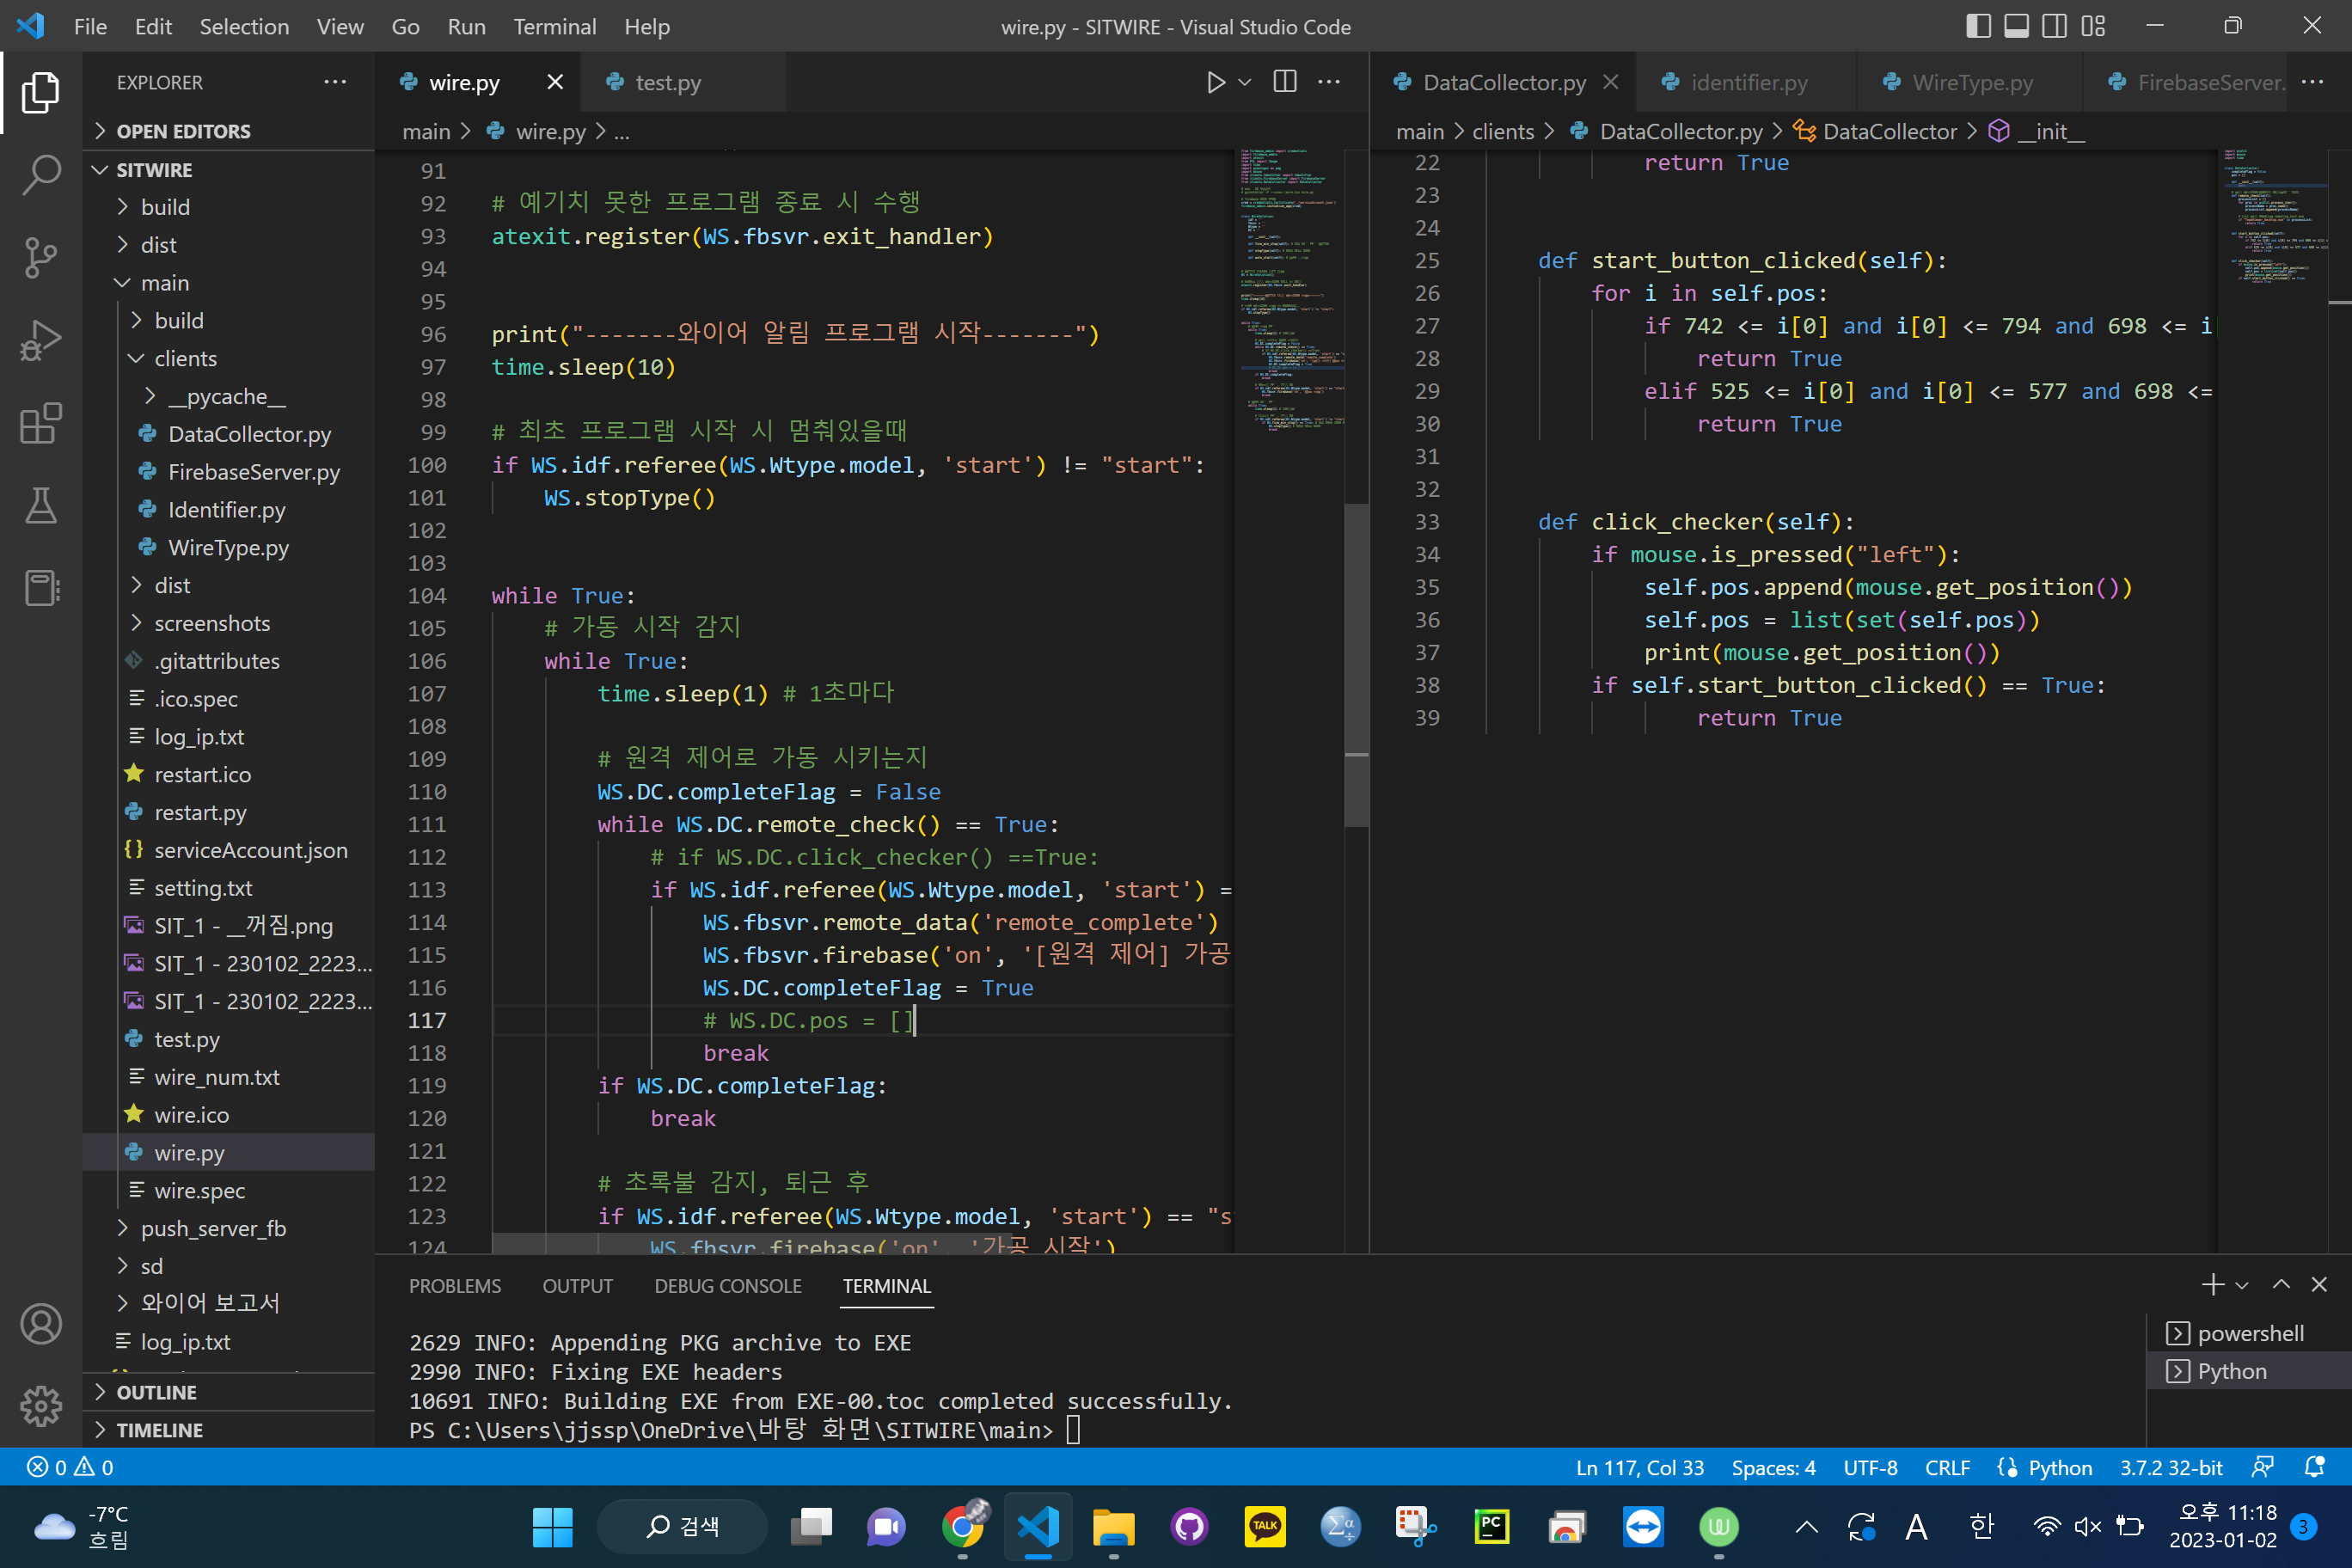 File Edit Selection View Go Run Terminal Help
wire.py - SITWIRE - Visual Studio Code
EXPLORER
OPEN EDITORS
SITWIRE
build
dist
main
build
clients
__pycache__
DataCollector.py
FirebaseServer.py
Identifier.py
WireType.py
dist
screenshots
.gitattributes
.ico.spec
log_ip.txt
restart.ico
restart.py
serviceAccount.json
setting.txt
SIT_1 - __꺼짐.png
SIT_1 - 230102_2223...
SIT_1 - 230102_2223...
test.py
wire_num.txt
wire.ico
wire.py
wire.spec
push_server_fb
sd
와이어 보고서
log_ip.txt
OUTLINE
TIMELINE
wire.py
test.py
main > wire.py > ...
91
92 # 예기치 못한 프로그램 종료 시 수행
93 atexit.register(WS.fbsvr.exit_handler)
94
95
96 print("-------와이어 알림 프로그램 시작-------")
97 time.sleep(10)
98
99 # 최초 프로그램 시작 시 멈춰있을때
100 if WS.idf.referee(WS.Wtype.model, 'start') != "start":
101 WS.stopType()
102
103
104 while True:
105 # 가동 시작 감지
106 while True:
107 time.sleep(1) # 1초마다
108
109 # 원격 제어로 가동 시키는지
110 WS.DC.completeFlag = False
111 while WS.DC.remote_check() == True:
112 # if WS.DC.click_checker() ==True:
113 if WS.idf.referee(WS.Wtype.model, 'start') =
114 WS.fbsvr.remote_data('remote_complete')
115 WS.fbsvr.firebase('on', '[원격 제어] 가공
116 WS.DC.completeFlag = True
117 # WS.DC.pos = []
118 break
119 if WS.DC.completeFlag:
120 break
121
122 # 초록불 감지, 퇴근 후
123 if WS.idf.referee(WS.Wtype.model, 'start') == "s
124 WS.fbsvr.firebase('on', '가공 시작')
DataCollector.py
identifier.py
WireType.py
FirebaseServer.
main > clients > DataCollector.py > DataCollector > __init__
22 return True
23
24
25 def start_button_clicked(self):
26 for i in self.pos:
27 if 742 <= i[0] and i[0] <= 794 and 698 <= i
28 return True
29 elif 525 <= i[0] and i[0] <= 577 and 698 <=
30 return True
31
32
33 def click_checker(self):
34 if mouse.is_pressed("left"):
35 self.pos.append(mouse.get_position())
36 self.pos = list(set(self.pos))
37 print(mouse.get_position())
38 if self.start_button_clicked() == True:
39 return True
PROBLEMS OUTPUT DEBUG CONSOLE TERMINAL
2629 INFO: Appending PKG archive to EXE
2990 INFO: Fixing EXE headers
10691 INFO: Building EXE from EXE-00.toc completed successfully.
PS C:\Users\jjssp\OneDrive\바탕 화면\SITWIRE\main>
powershell
Python
0 0
Ln 117, Col 33 Spaces: 4 UTF-8 CRLF Python 3.7.2 32-bit
-7°C
흐림
검색
TALK
PC
A
한
오후 11:18
2023-01-02
3